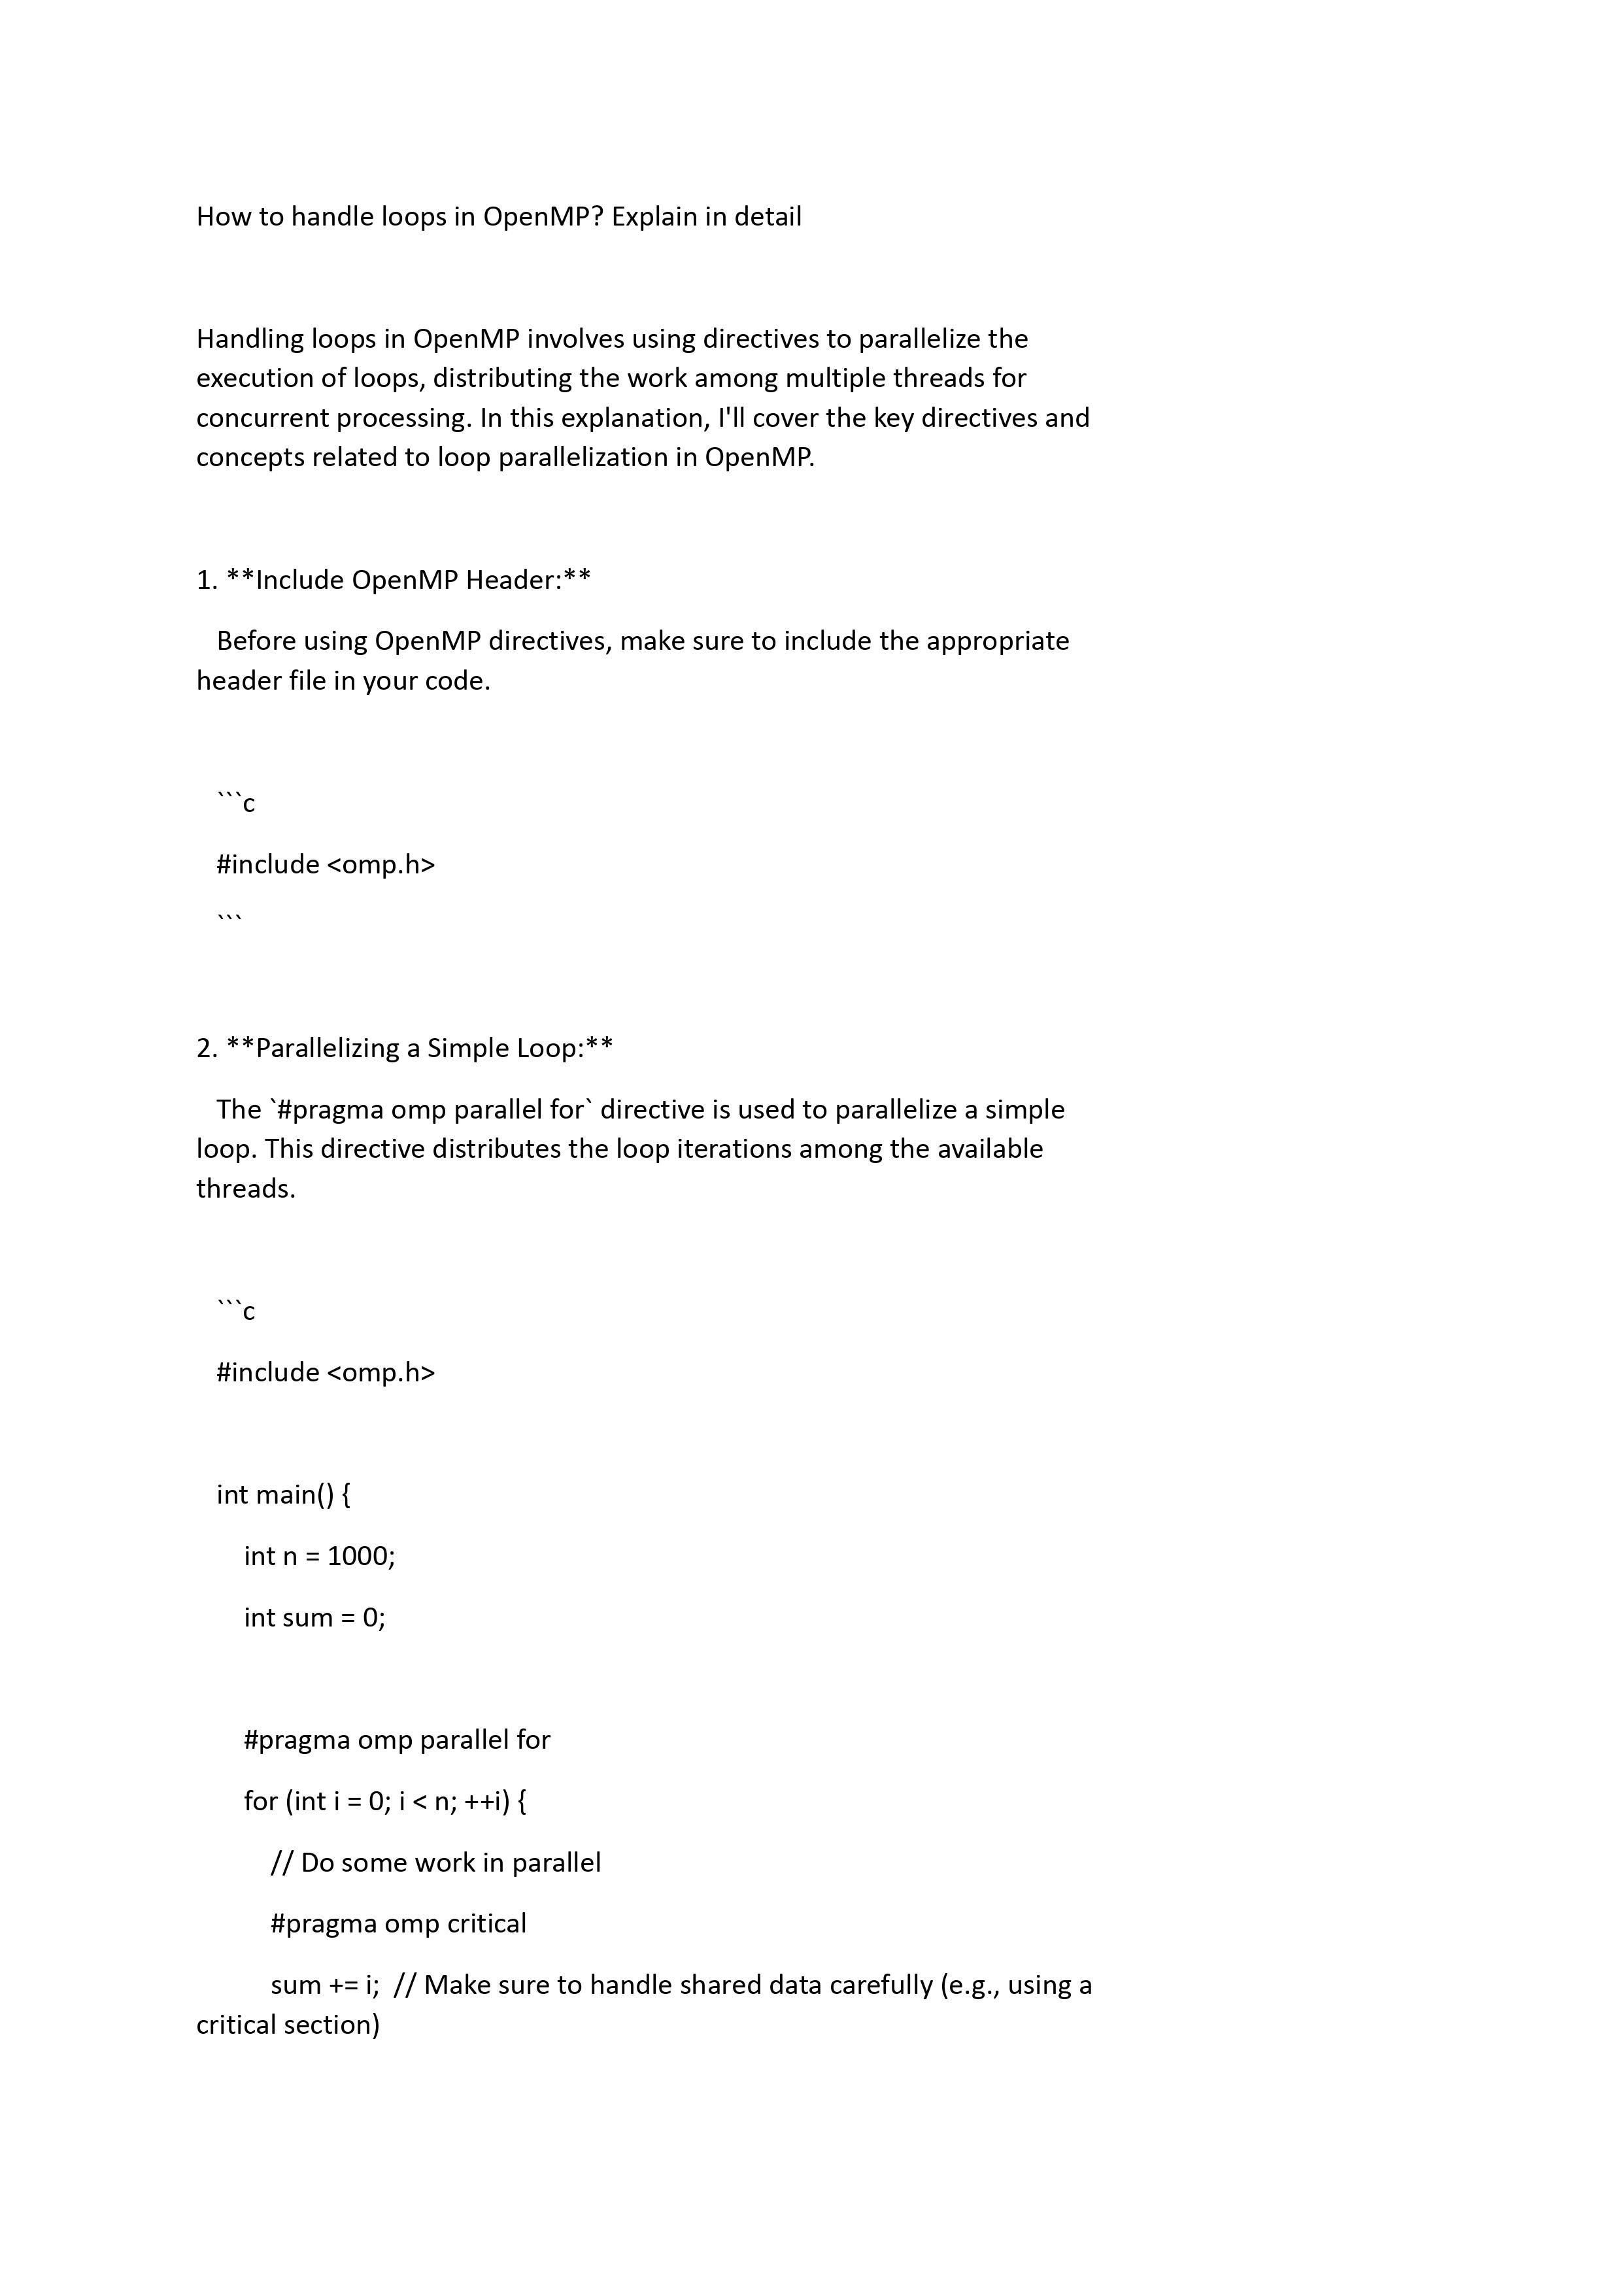 How to handle loops in OpenMP? Explain in detail
Handling loops in OpenMP involves using directives to parallelize the
execution of loops, distributing the work among multiple threads for
concurrent processing. In this explanation, I'll cover the key directives and
concepts related to loop parallelization in OpenMP.
1. **Include OpenMP Header:**
Before using OpenMP directives, make sure to include the appropriate
header file in your code.
```c
#include <omp.h>
```
2. **Parallelizing a Simple Loop:**
The `#pragma omp parallel for` directive is used to parallelize a simple
loop. This directive distributes the loop iterations among the available
threads.
```c
#include <omp.h>
int main() {
int n = 1000;
int sum = 0;
#pragma omp parallel for
for (int i = 0; i < n; ++i) {
// Do some work in parallel
#pragma omp critical
sum += i;  // Make sure to handle shared data carefully (e.g., using a
critical section)